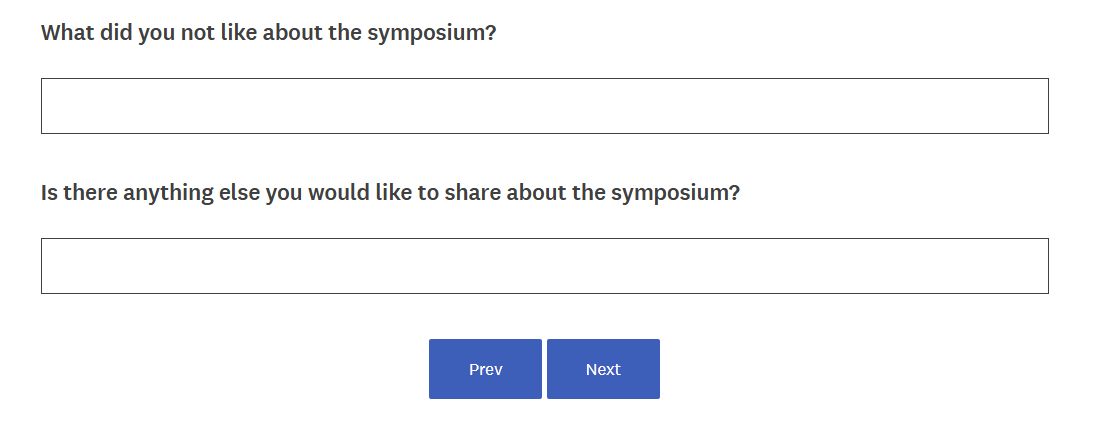 What did you not like about the symposium?
Is there anything else you would like to share about the symposium?
Prev Next